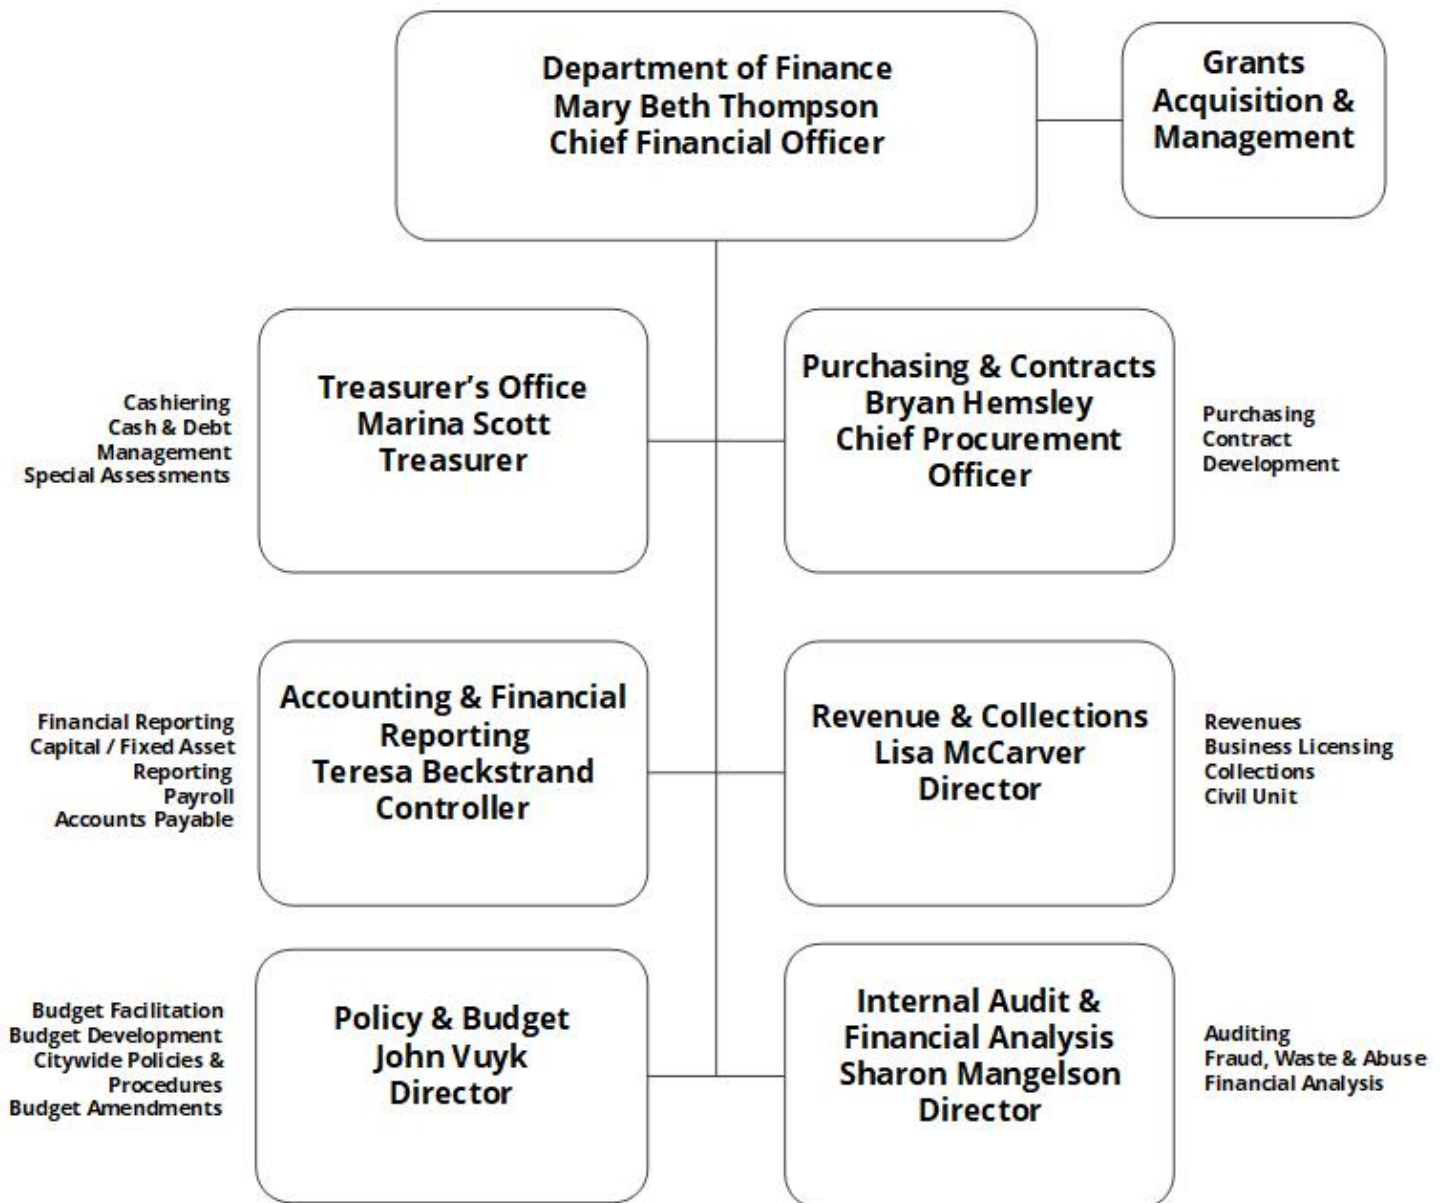 Department of Finance
Mary Beth Thompson
Chief Financial Officer
Grants
Acquisition &
Management
Cashiering
Cash & Debt
Management
Special Assessments
Treasurer’s Office
Marina Scott
Treasurer
Purchasing & Contracts
Bryan Hemsley
Chief Procurement
Officer
Purchasing
Contract
Development
Financial Reporting
Capital / Fixed Asset
Reporting
Payroll
Accounts Payable
Accounting & Financial
Reporting
Teresa Beckstrand
Controller
Revenue & Collections
Lisa McCarver
Director
Revenues
Business Licensing
Collections
Civil Unit
Budget Facilitation
Budget Development
Citywide Policies &
Procedures
Budget Amendments
Policy & Budget
John Vuyk
Director
Internal Audit &
Financial Analysis
Sharon Mangelson
Director
Auditing
Fraud, Waste & Abuse
Financial Analysis